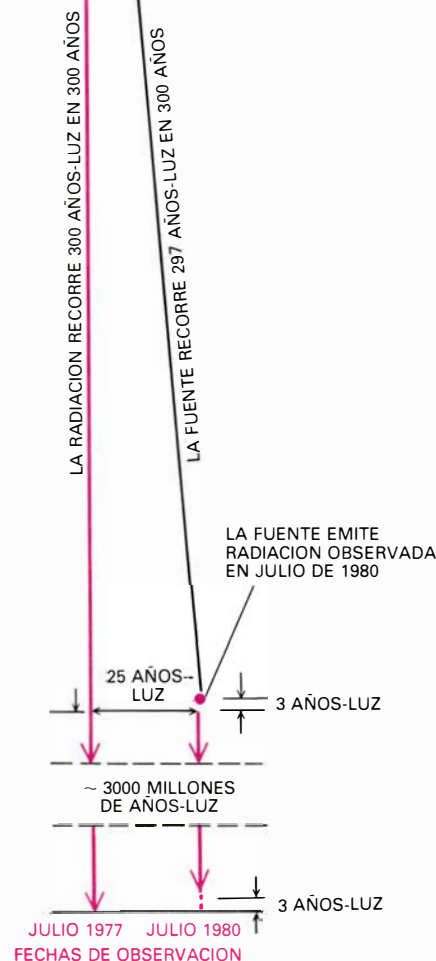 LA RADIACION RECORRE 300 AÑOS-LUZ EN 300 AÑOS
LA FUENTE RECORRE 297 AÑOS-LUZ EN 300 AÑOS
LA FUENTE EMITE
RADIACION OBSERVADA
EN JULIO DE 1980
25 AÑOS-
LUZ
3 AÑOS-LUZ
~ 3000 MILLONES
DE AÑOS-LUZ
3 AÑOS-LUZ
JULIO 1977 JULIO 1980
FECHAS DE OBSERVACION